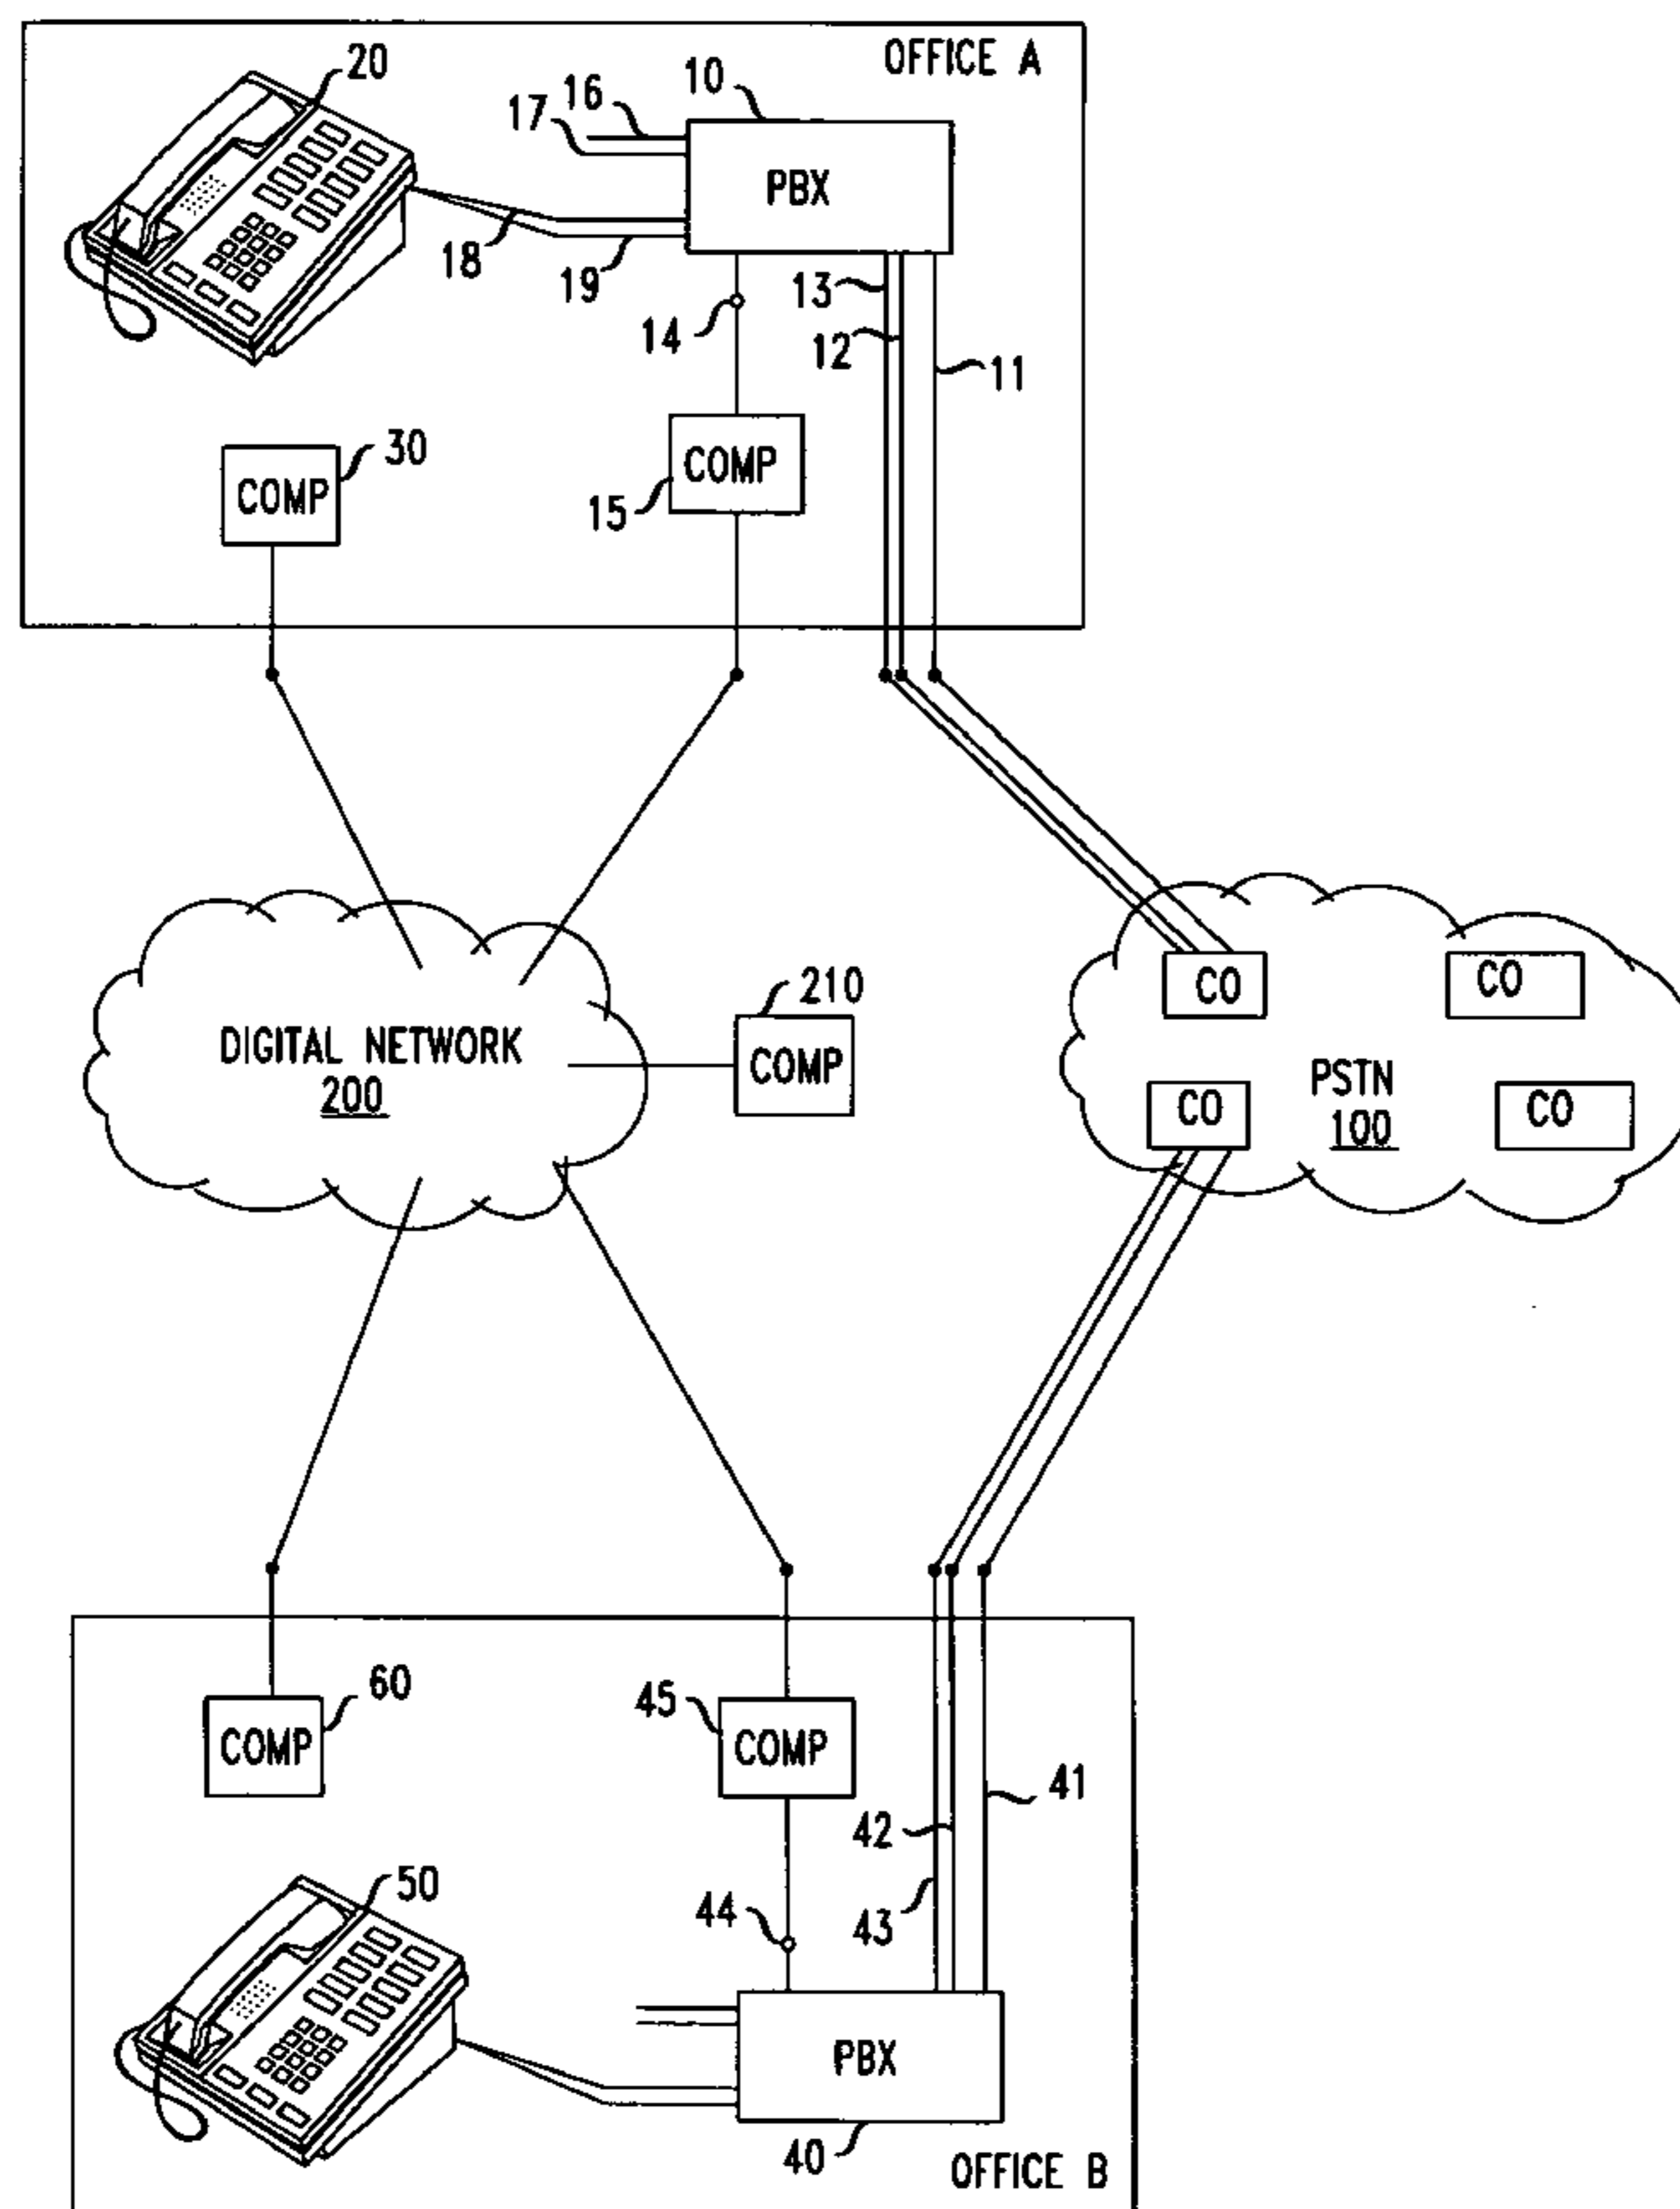 OFFICE A
20
16
10
17
PBX
18
19
13
14
12
11
30
COMP
COMP
15
210
CO
CO
DIGITAL NETWORK
200
COMP
PSTN
100
CO
CO
60
45
COMP
COMP
41
42
50
44
43
PBX
40
OFFICE B